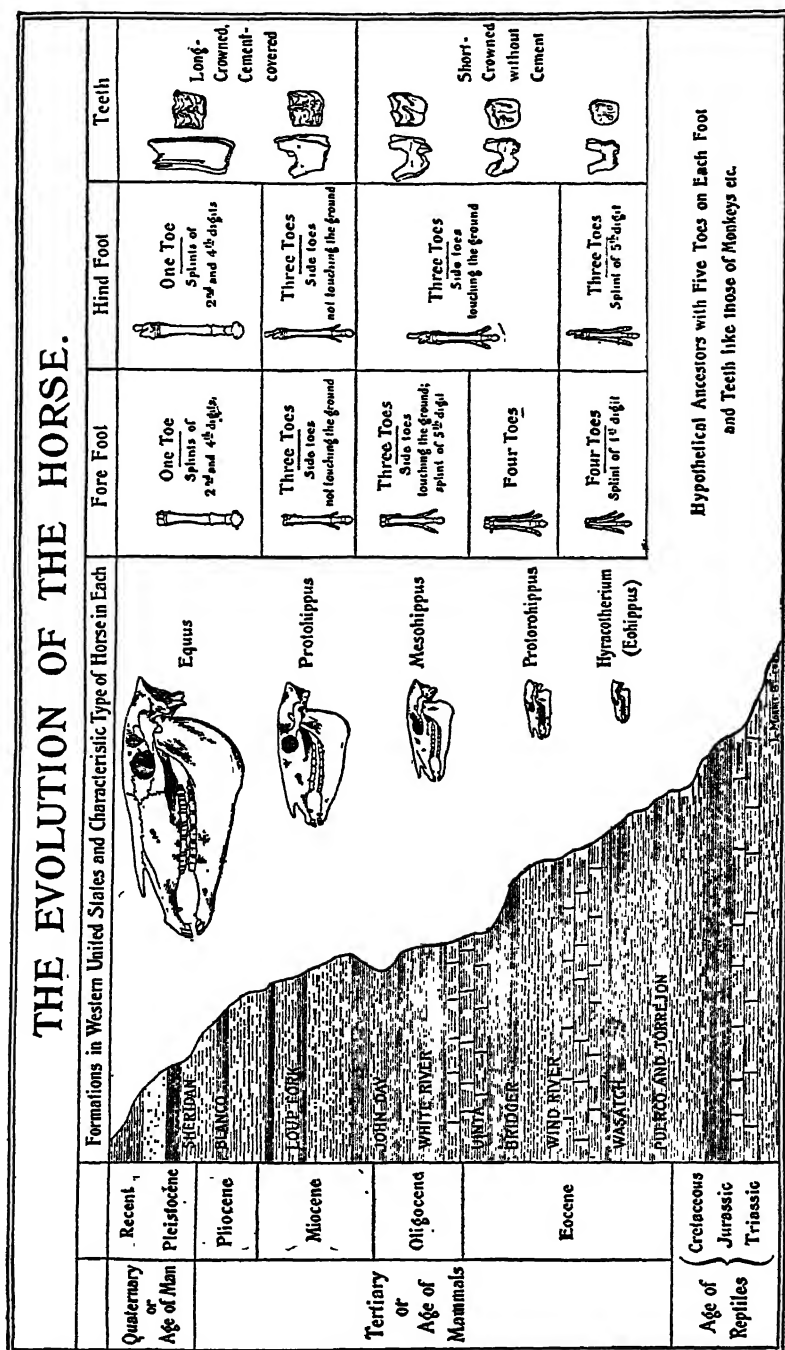 THE EVOLUTION OF THE HORSE.
Formations in Western United States and Characteristic Type of Horse in Each
Fore Foot
Hind Foot
Teeth
Quaternary
or
Age of Man
Recent
Pleistocene
SHERIDAN
Equus
One Toe
Splints of
2nd and 4th digits.
One Toe
Splints of
2nd and 4th digits
Long-
Crowned,
Cement-
covered
Tertiary
or
Age of
Mammals
Pliocene
BLANCO
Miocene
LOUP FORK
Protohippus
Three Toes
Side toes
not touching the ground
Three Toes
Side toes
not touching the ground
Oligocene
JOHN DAY
WHITE RIVER
Mesohippus
Three Toes
Side toes
touching the ground;
splint of 5th digit
Three Toes
Side toes
touching the ground
Short-
Crowned
without
Cement
Eocene
UINTA
BRIDGER
WIND RIVER
WASATCH
PUERCO AND TORREJON
Protorohippus
Four Toes
Hyracotherium
(Eohippus)
Four Toes
Splint of 1st digit
Three Toes
Splint of 5th digit
Age of
Reptiles
Cretaceous
Jurassic
Triassic
Hypothetical Ancestors with Five Toes on Each Foot
and Teeth like those of Monkeys etc.